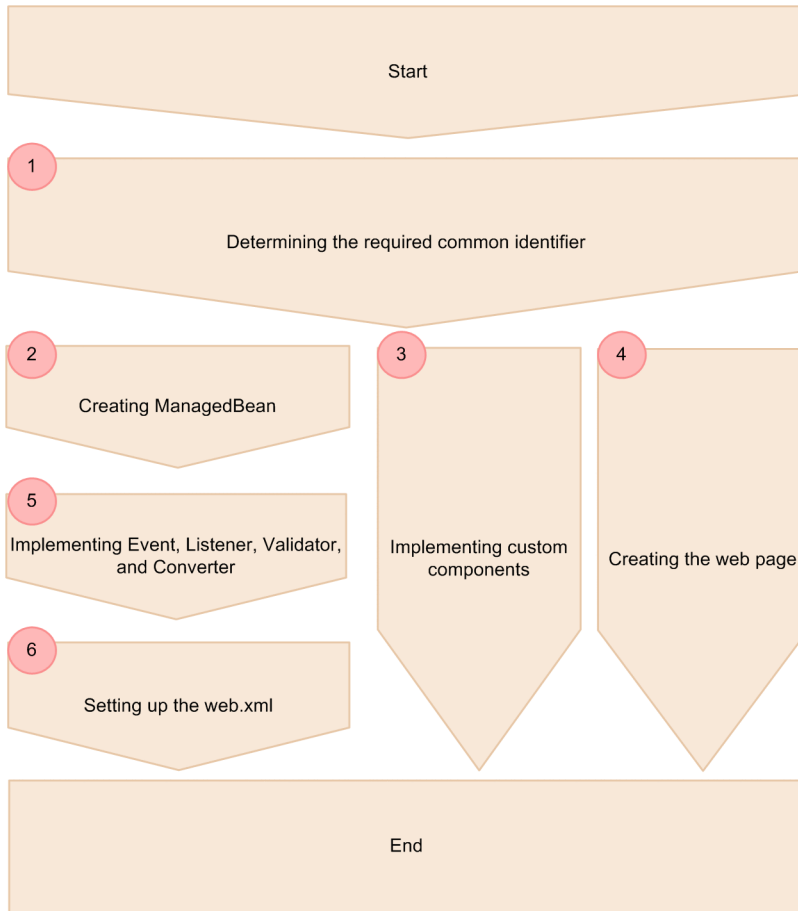 Start
1
Determining the required common identifier
2
Creating ManagedBean
3
Implementing custom
components
4
Creating the web page
5
Implementing Event, Listener, Validator,
and Converter
6
Setting up the web.xml
End